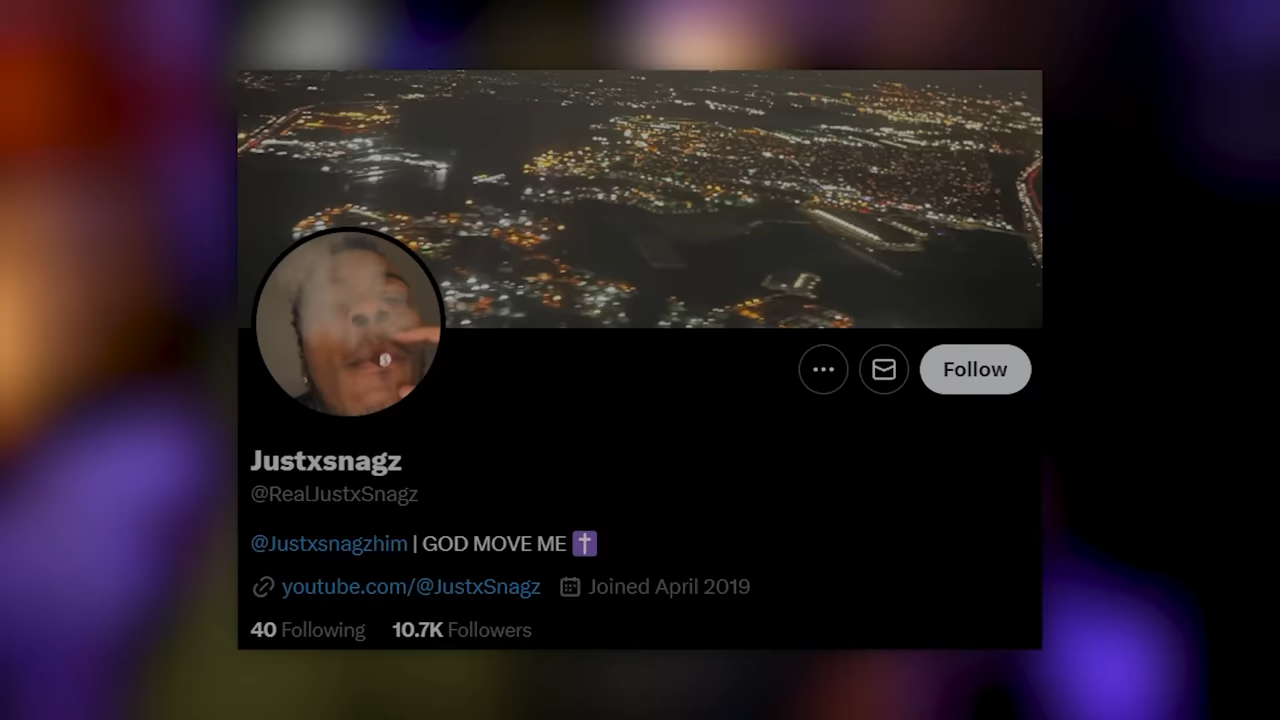 Follow
Justxsnagz
@RealJustxSnagz
@Justxsnagzhim | GOD MOVE ME ✝️
youtube.com/@JustxSnagz Joined April 2019
40 Following 10.7K Followers